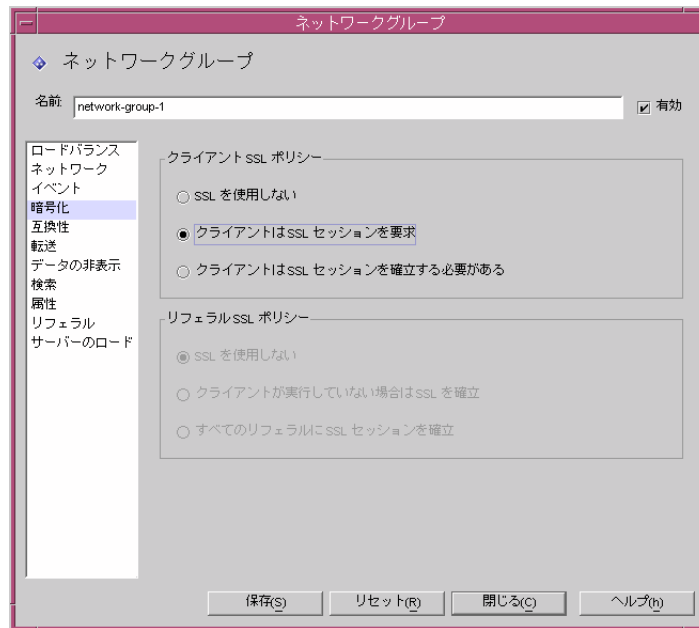 ネットワークグループ
ネットワークグループ
名前: network-group-1 有効
ロードバランス
ネットワーク
イベント
暗号化
互換性
転送
データの非表示
検索
属性
リフェラル
サーバーのロード
クライアント SSL ポリシー
SSL を使用しない
クライアントは SSL セッションを要求
クライアントは SSL セッションを確立する必要がある
リフェラル SSL ポリシー
SSL を使用しない
クライアントが実行していない場合は SSL を確立
すべてのリフェラルに SSL セッションを確立
保存(S) リセット(R) 閉じる(C) ヘルプ(h)